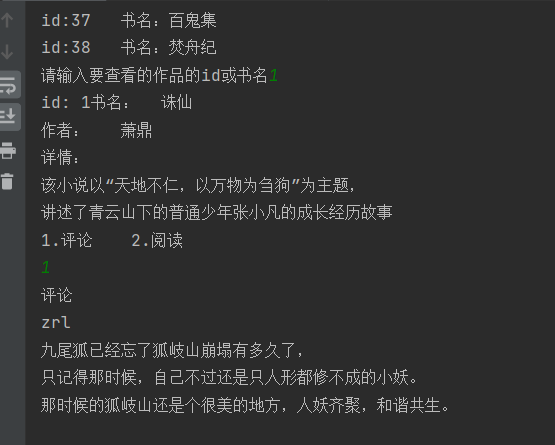 id:37   书名：百鬼集
id:38   书名：焚舟纪
请输入要查看的作品的id或书名1
id: 1书名：   诛仙
作者：   萧鼎
详情：
该小说以“天地不仁，以万物为刍狗”为主题，
讲述了青云山下的普通少年张小凡的成长经历故事
1.评论    2.阅读
1
评论
zrl
九尾狐已经忘了狐岐山崩塌有多久了，
只记得那时候，自己不过还是只人形都修不成的小妖。
那时候的狐岐山还是个很美的地方，人妖齐聚，和谐共生。